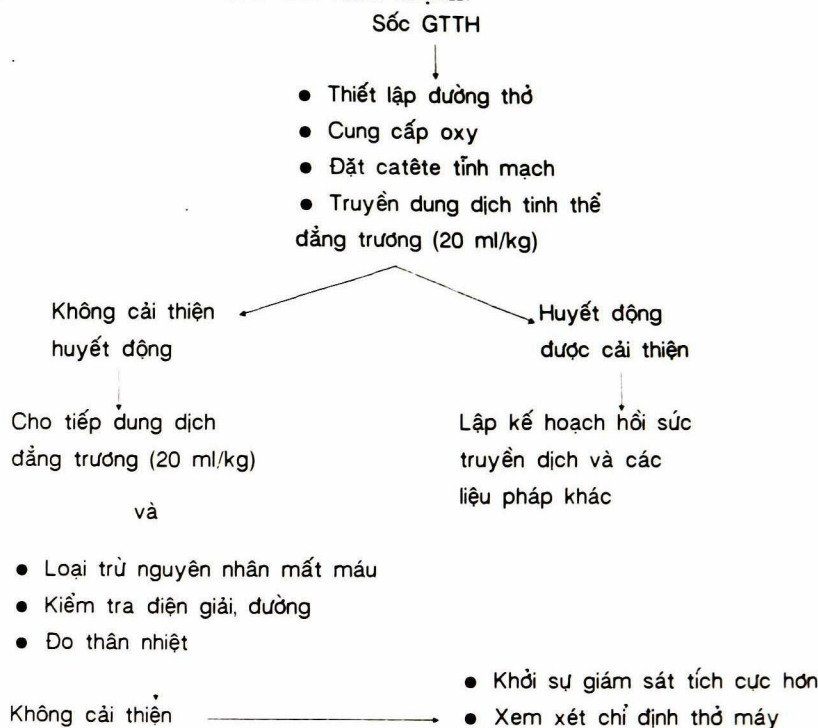 Sốc GTTH
● Thiết lập đường thở
● Cung cấp oxy
● Đặt catête tĩnh mạch
● Truyền dung dịch tinh thể
đẳng trương (20 ml/kg)
Không cải thiện
huyết động
Huyết động
được cải thiện
Cho tiếp dung dịch
đẳng trương (20 ml/kg)
và
Lập kế hoạch hồi sức
truyền dịch và các
liệu pháp khác
● Loại trừ nguyên nhân mất máu
● Kiểm tra điện giải, đường
● Đo thân nhiệt
Không cải thiện
● Khởi sự giám sát tích cực hơn
● Xem xét chỉ định thở máy